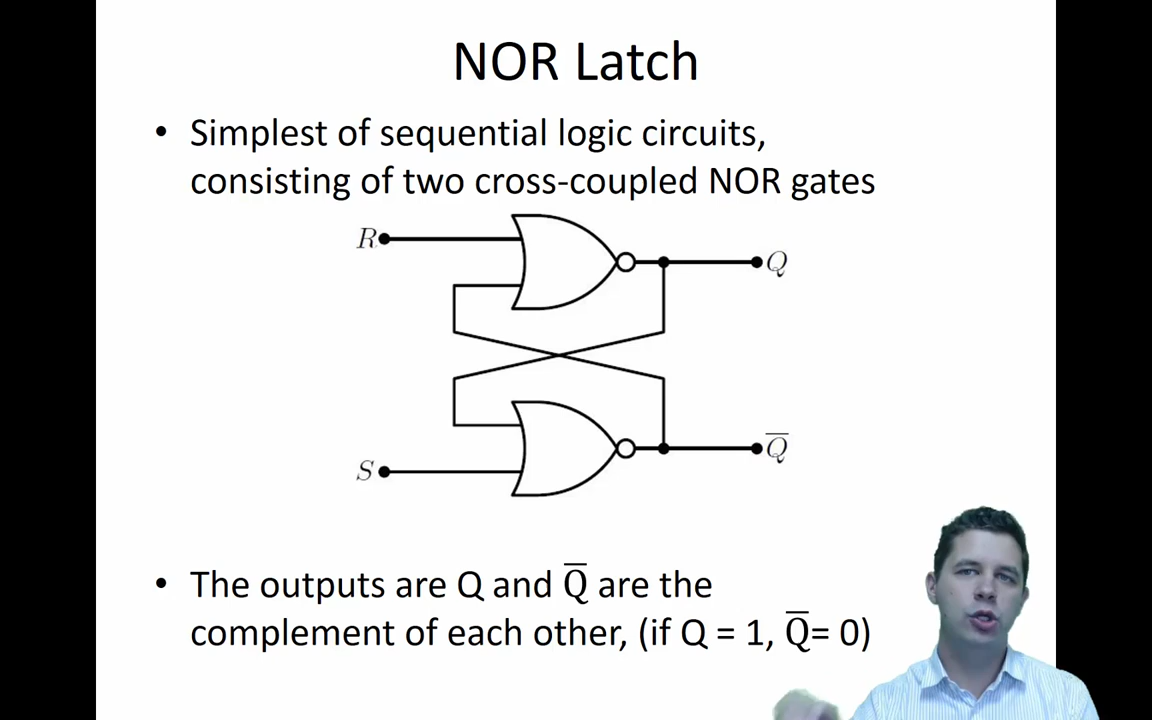 NOR Latch
• Simplest of sequential logic circuits,
consisting of two cross-coupled NOR gates
R
Q
S
Q̅
• The outputs are Q and Q̅ are the
complement of each other, (if Q = 1, Q̅= 0)